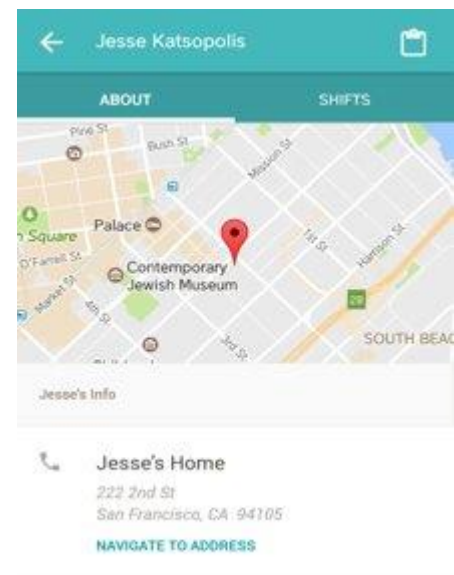 Jesse Katsopolis
ABOUT
SHIFTS
Pine St
Bush St
Mission St
Square
Palace
O'Farrell St
Contemporary
Jewish Museum
1st St
Harrison St
Market St
4th St
3rd St
SOUTH BEAC
Jesse's Info
Jesse's Home
222 2nd St
San Francisco, CA 94105
NAVIGATE TO ADDRESS